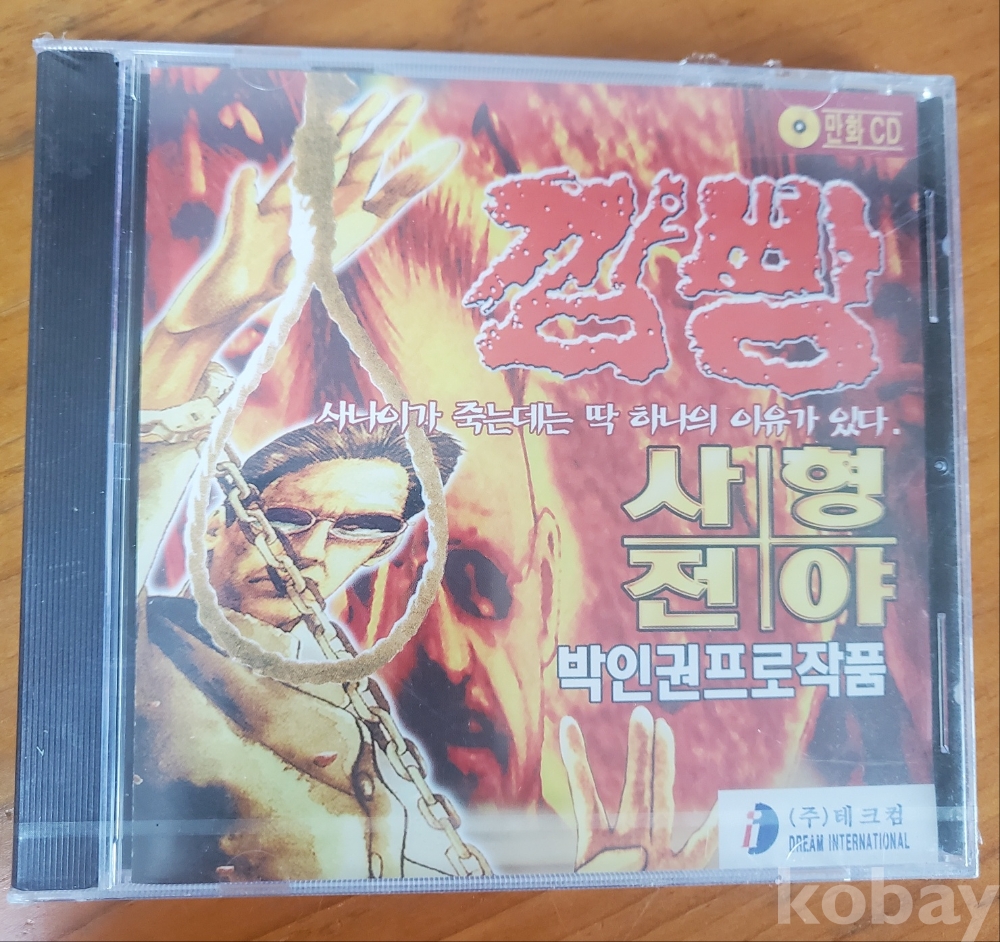 만화 CD
깜빵
사나이가 죽는데는 딱 하나의 이유가 있다.
사형
전야
박인권프로작품
(주)테크컴
DREAM INTERNATIONAL
kobay